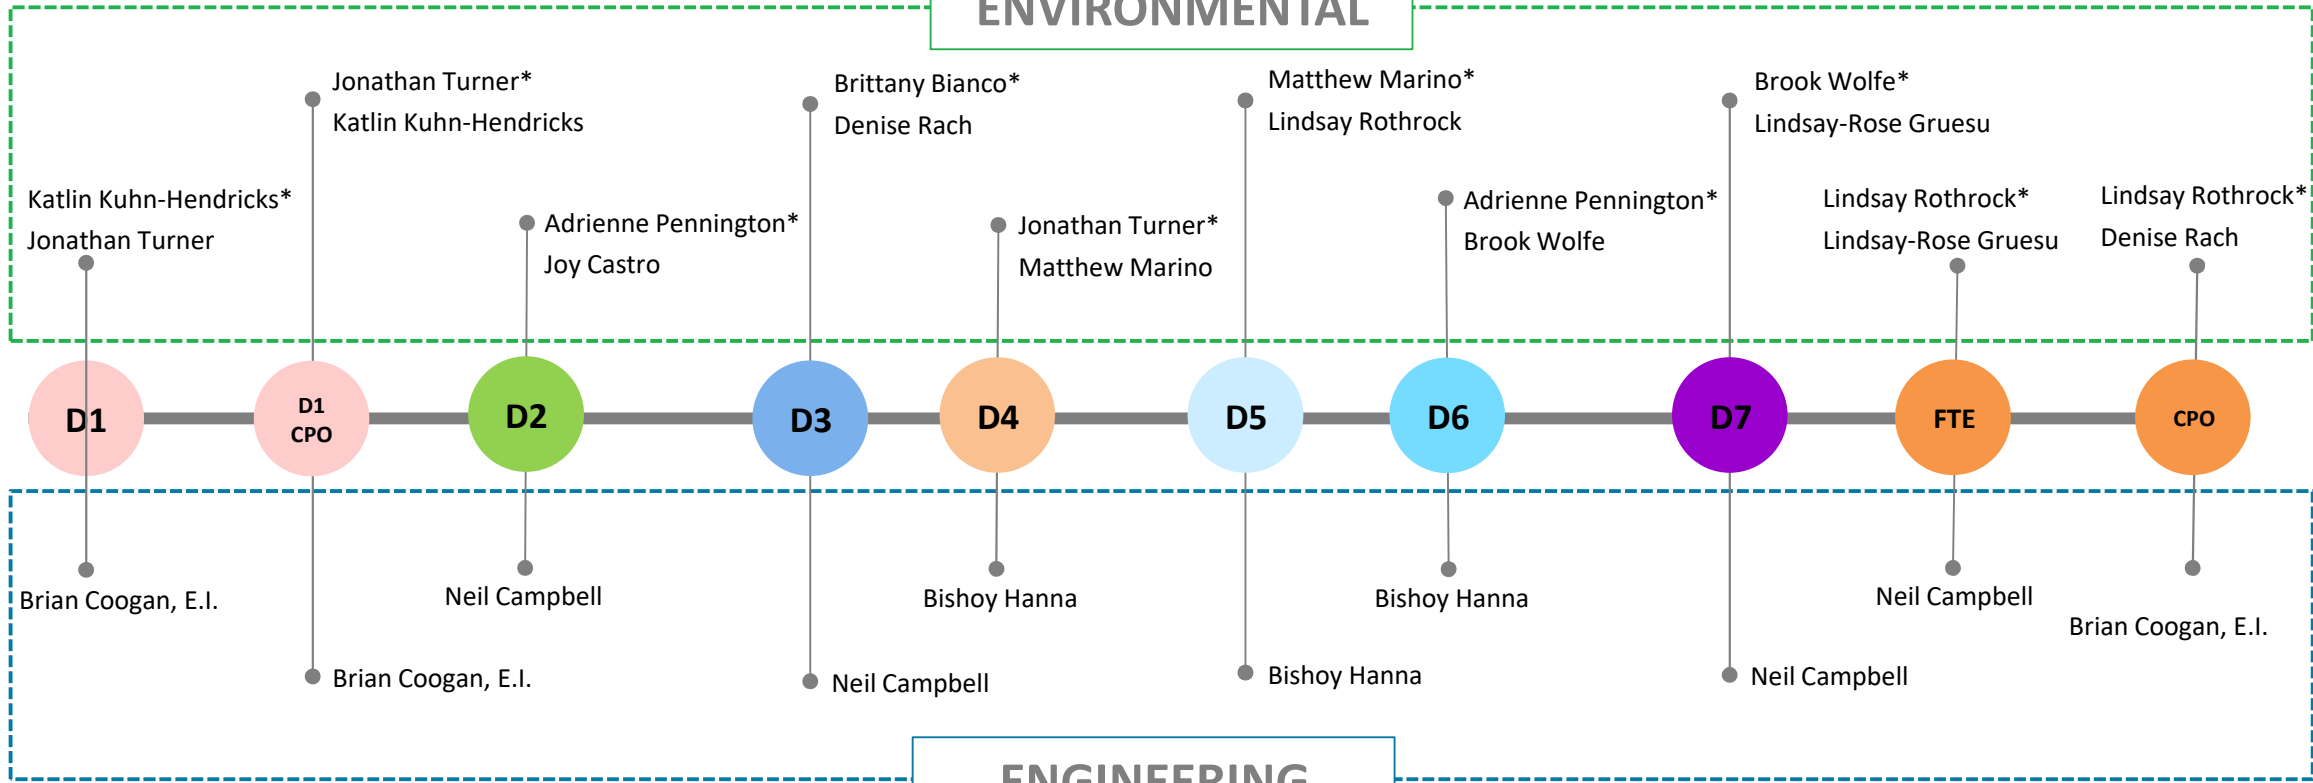 ENVIRONMENTAL
Katlin Kuhn-Hendricks*
Jonathan Turner
Jonathan Turner*
Katlin Kuhn-Hendricks
Adrienne Pennington*
Joy Castro
Brittany Bianco*
Denise Rach
Jonathan Turner*
Matthew Marino
Matthew Marino*
Lindsay Rothrock
Adrienne Pennington*
Brook Wolfe
Brook Wolfe*
Lindsay-Rose Gruesu
Lindsay Rothrock*
Lindsay-Rose Gruesu
Lindsay Rothrock*
Denise Rach
D1
D1
CPO
D2
D3
D4
D5
D6
D7
FTE
CPO
Brian Coogan, E.I.
Brian Coogan, E.I.
Neil Campbell
Neil Campbell
Bishoy Hanna
Bishoy Hanna
Bishoy Hanna
Neil Campbell
Neil Campbell
Brian Coogan, E.I.
ENGINEERING